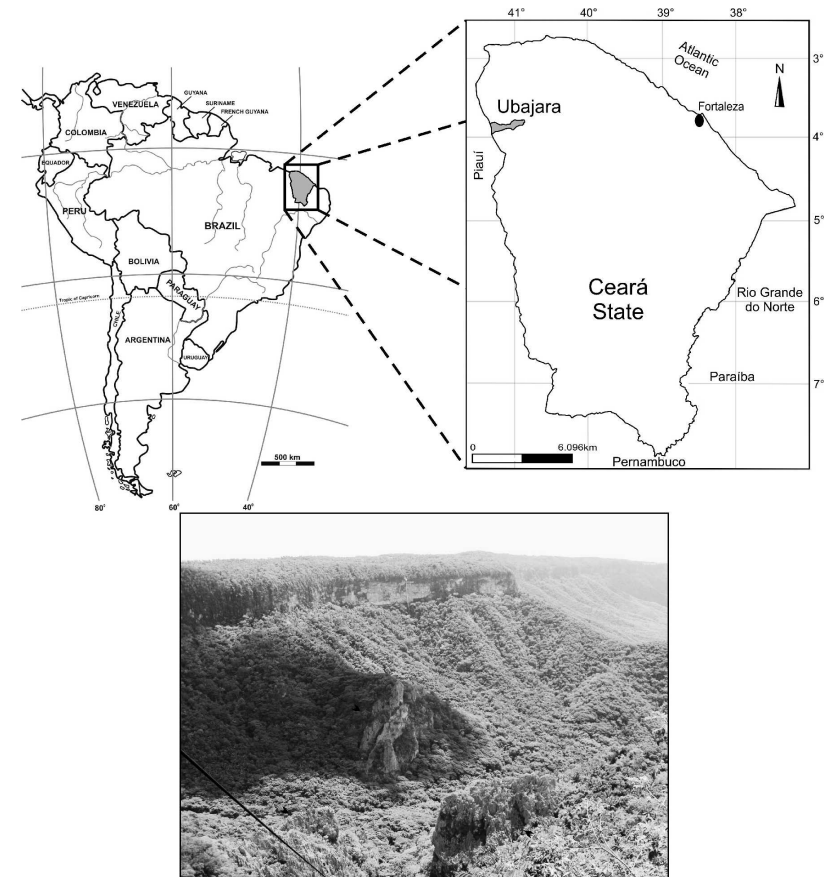 GUYANA
SURINAME
FRENCH GUYANA
VENEZUELA
COLOMBIA
EQUADOR
PERU
BRAZIL
BOLIVIA
PARAGUAY
Tropic of Capricorn
CHILE
ARGENTINA
URUGUAY
500 km
80° 60° 40°
41° 40° 39° 38°
Atlantic
Ocean
N
3°
Ubajara
Fortaleza
4°
Piauí
5°
Ceará
State
Rio Grande
do Norte
6°
Paraíba
7°
0 6.096km
Pernambuco